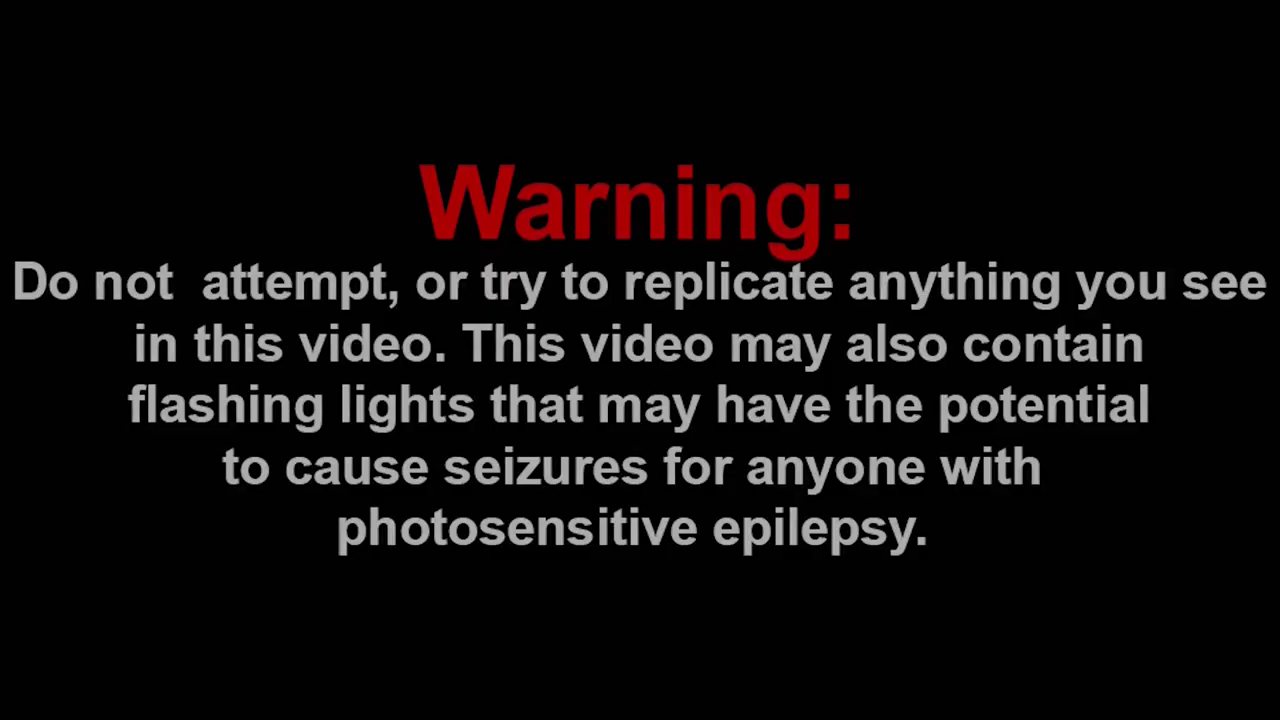 Warning:
Do not  attempt, or try to replicate anything you see
in this video. This video may also contain
flashing lights that may have the potential
to cause seizures for anyone with
photosensitive epilepsy.